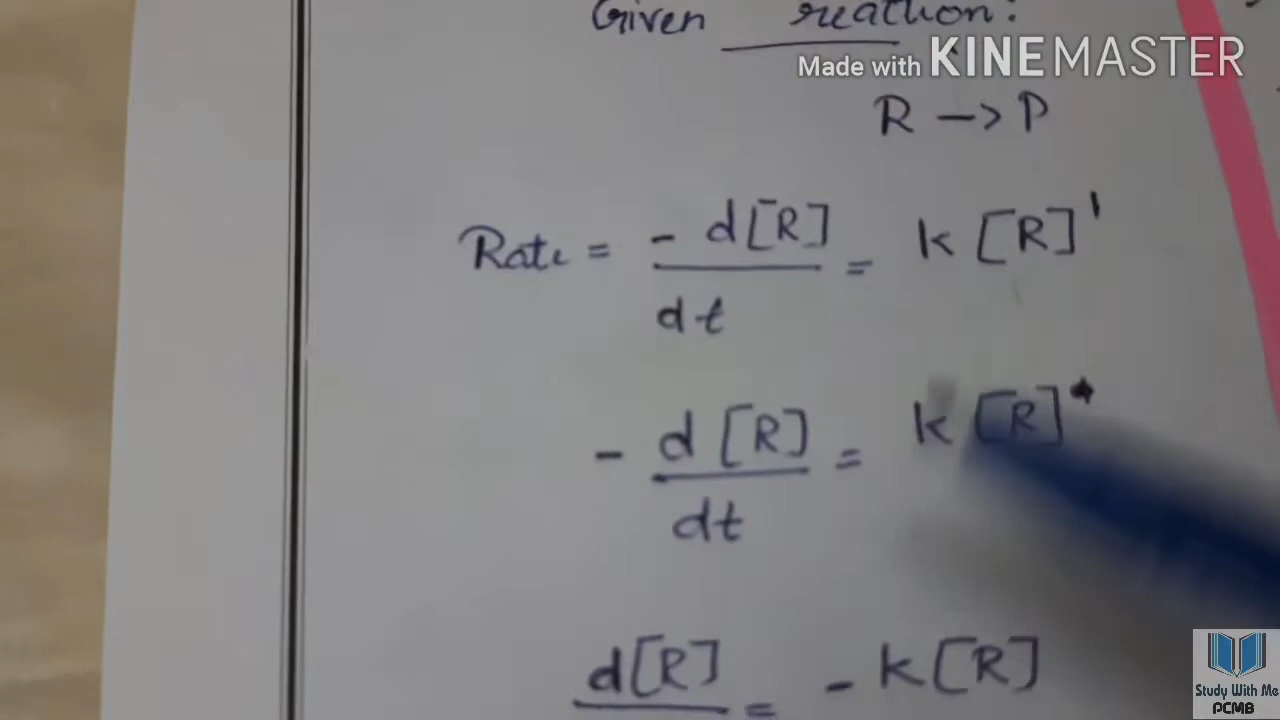 Given reaction:
Made with KINEMASTER
R -> P
Rate = - d[R] / dt = k [R]¹
- d [R] / dt = k [R]
d[R] = - k [R]
Study With Me
PCMB